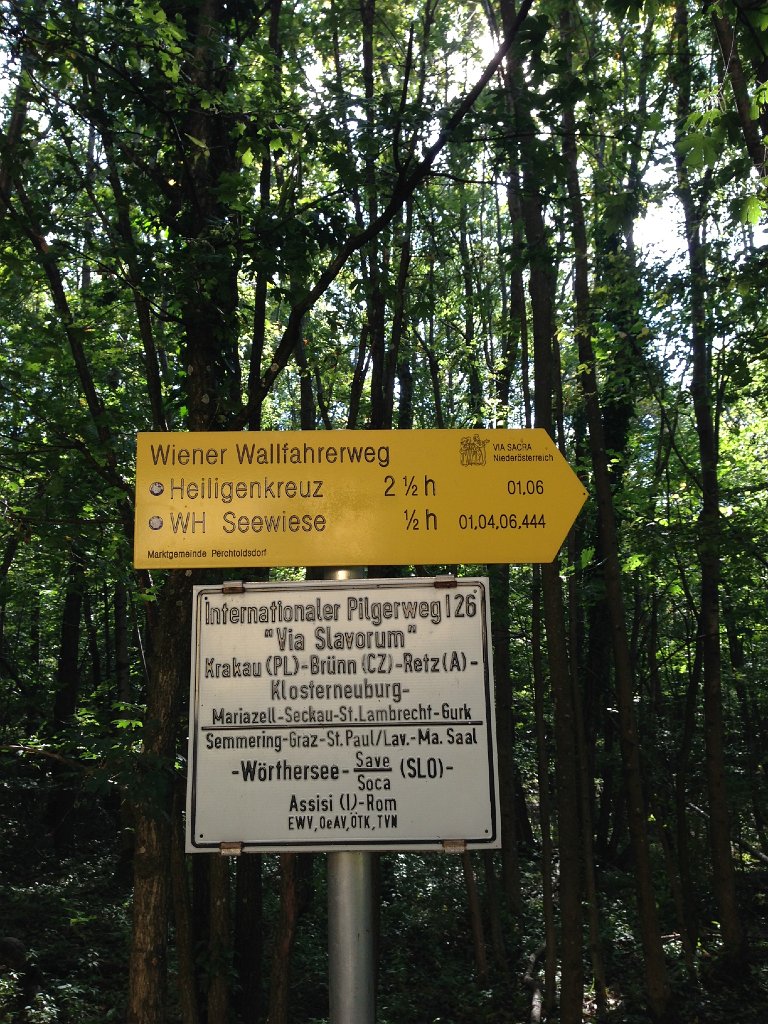 Wiener Wallfahrerweg
VIA SACRA
Niederösterreich
Heiligenkreuz 2 ½ h 01,06
WH Seewiese ½ h 01,04,06,444
Marktgemeinde Perchtoldsdorf
Internationaler Pilgerweg I 26
"Via Slavorum"
Krakau (PL)-Brünn (CZ)-Retz (A)-
Klosterneuburg-
Mariazell-Seckau-St.Lambrecht-Gurk
Semmering-Graz-St.Paul/Lav.-Ma.Saal
-Wörthersee- Save (SLO)-
Soca
Assisi (I)-Rom
EWV, OeAV, ÖTK, TVN